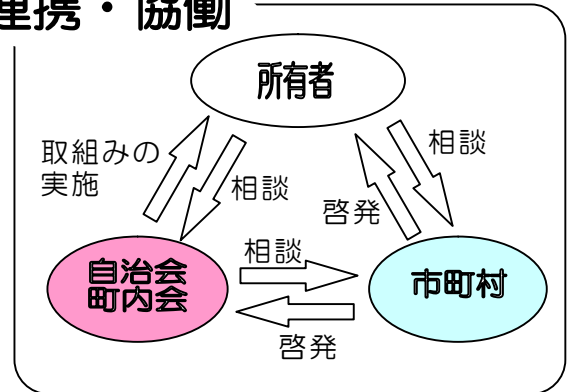 連携・協働
所有者
取組みの
実施
相談
相談
啓発
自治会
町内会
相談
市町村
啓発